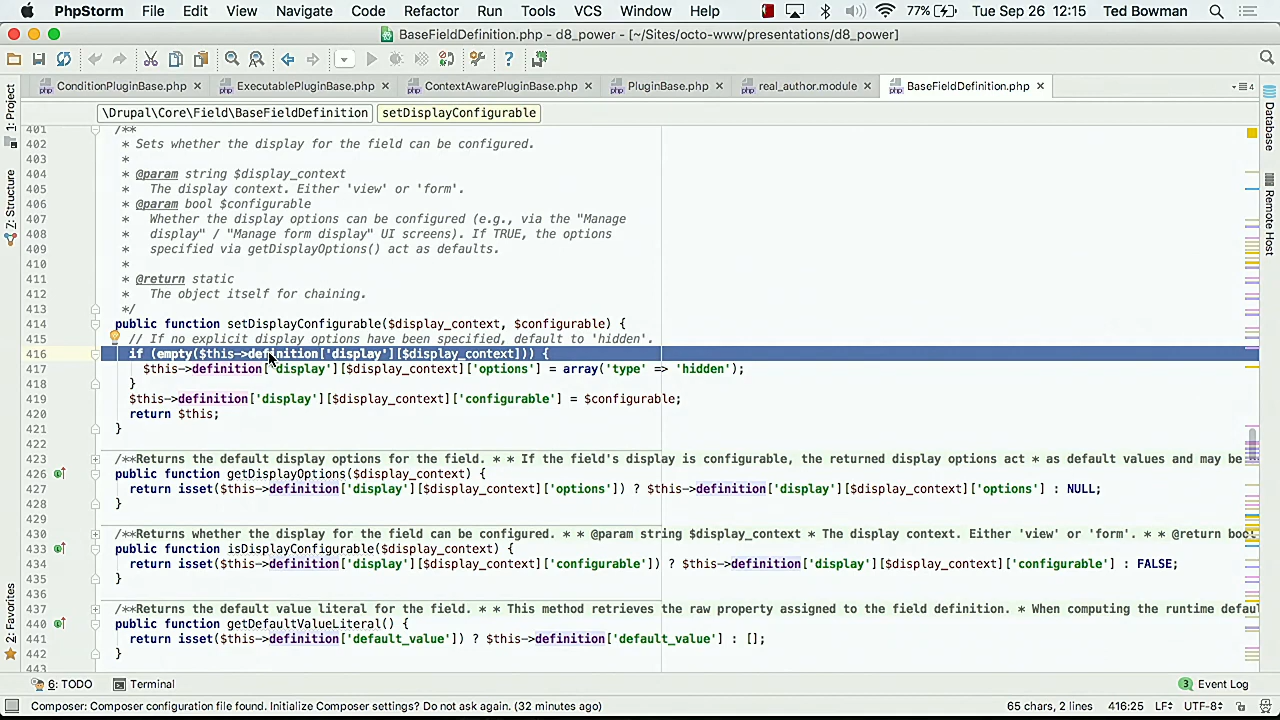 PhpStorm File Edit View Navigate Code Refactor Run Tools VCS Window Help 77% Tue Sep 26 12:15 Ted Bowman
BaseFieldDefinition.php - d8_power - [~/Sites/octo-www/presentations/d8_power]
ConditionPluginBase.php ExecutablePluginBase.php ContextAwarePluginBase.php PluginBase.php real_author.module BaseFieldDefinition.php
\Drupal\Core\Field\BaseFieldDefinition setDisplayConfigurable
1: Project
Z: Structure
2: Favorites
Database
Remote Host
401 /**
402 * Sets whether the display for the field can be configured.
403 *
404 * @param string $display_context
405 * The display context. Either 'view' or 'form'.
406 * @param bool $configurable
407 * Whether the display options can be configured (e.g., via the "Manage
408 * display" / "Manage form display" UI screens). If TRUE, the options
409 * specified via getDisplayOptions() act as defaults.
410 *
411 * @return static
412 * The object itself for chaining.
413 */
414 public function setDisplayConfigurable($display_context, $configurable) {
415 // If no explicit display options have been specified, default to 'hidden'.
416 if (empty($this->definition['display'][$display_context])) {
417 $this->definition['display'][$display_context]['options'] = array('type' => 'hidden');
418 }
419 $this->definition['display'][$display_context]['configurable'] = $configurable;
420 return $this;
421 }
422
423 /**Returns the default display options for the field. * * If the field's display is configurable, the returned display options act * as default values and may be
426 public function getDisplayOptions($display_context) {
427 return isset($this->definition['display'][$display_context]['options']) ? $this->definition['display'][$display_context]['options'] : NULL;
428 }
429
430 /**Returns whether the display for the field can be configured. * * @param string $display_context * The display context. Either 'view' or 'form'. * * @return boo
433 public function isDisplayConfigurable($display_context) {
434 return isset($this->definition['display'][$display_context]['configurable']) ? $this->definition['display'][$display_context]['configurable'] : FALSE;
435 }
436
437 /**Returns the default value literal for the field. * * This method retrieves the raw property assigned to the field definition. * When computing the runtime defau
440 public function getDefaultValueLiteral() {
441 return isset($this->definition['default_value']) ? $this->definition['default_value'] : [];
442 }
443
6: TODO Terminal 3 Event Log
Composer: Composer configuration file found. Initialize Composer settings? Do not ask again. (32 minutes ago) 65 chars, 2 lines 416:25 LF÷ UTF-8÷